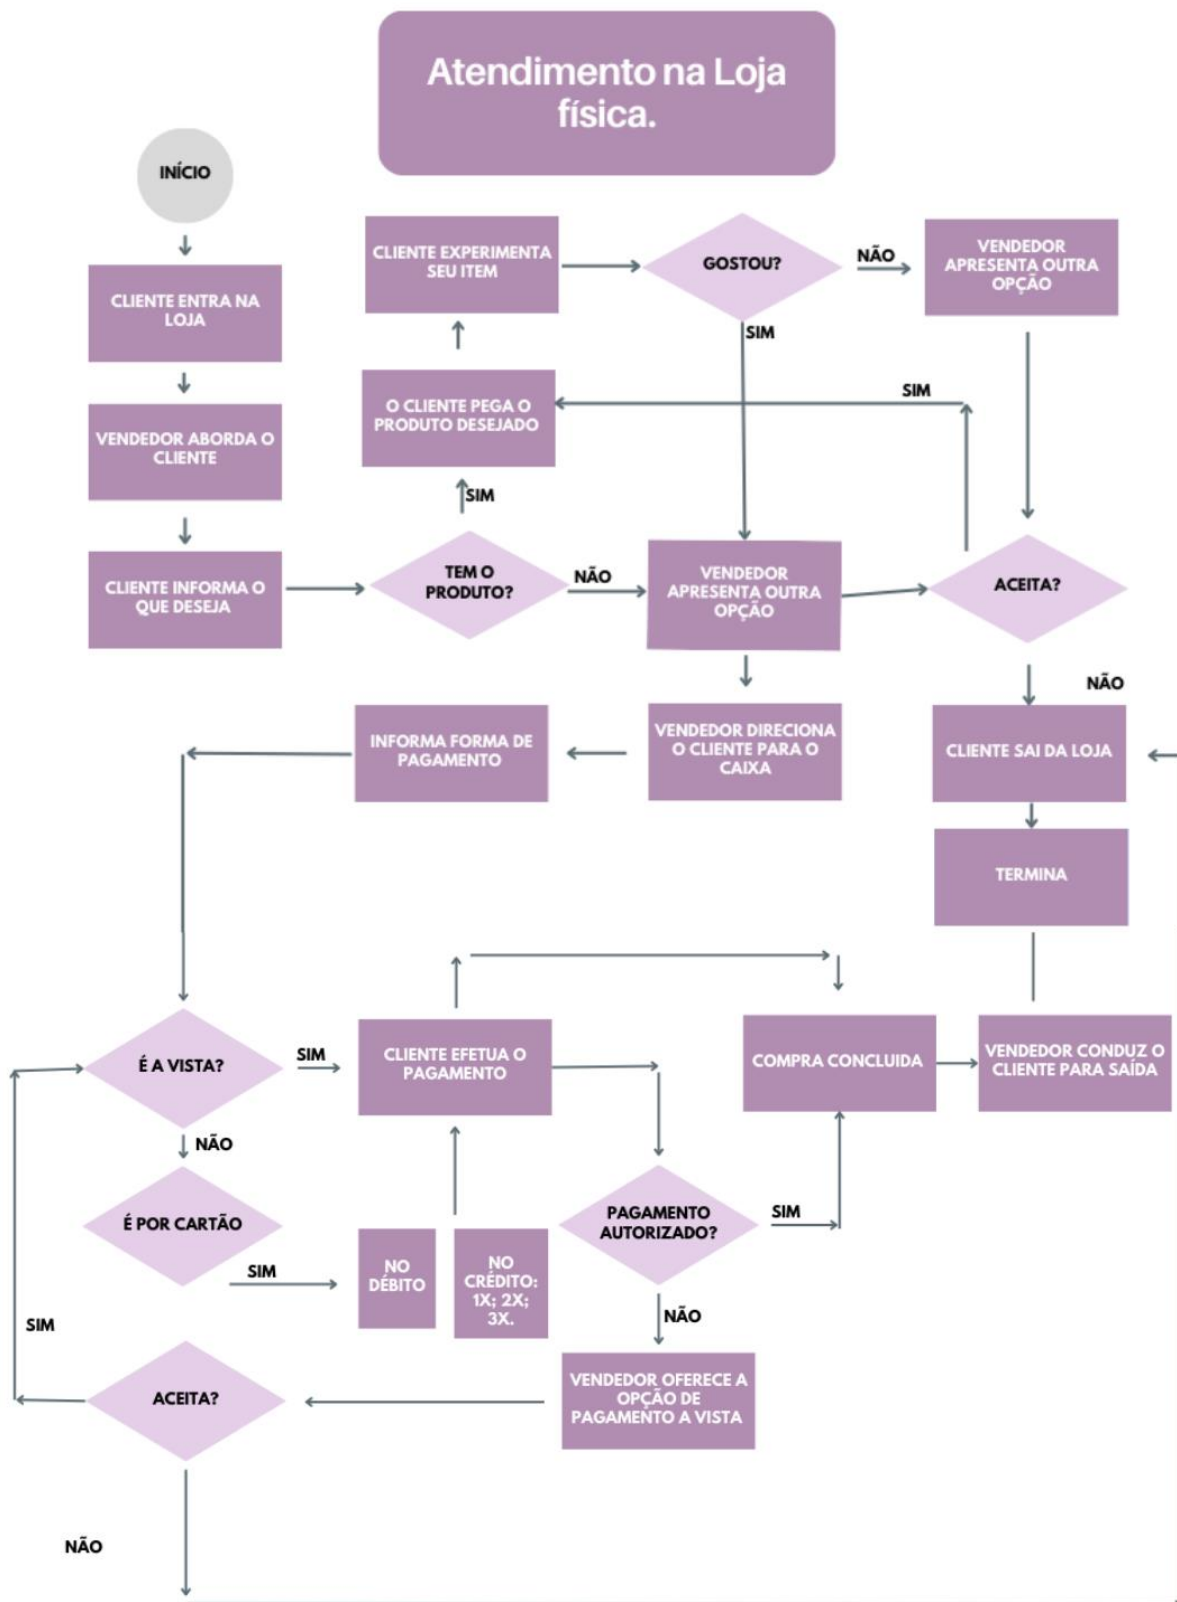 Atendimento na Loja
física.
INÍCIO
CLIENTE EXPERIMENTA
SEU ITEM
GOSTOU?
NÃO
VENDEDOR
APRESENTA OUTRA
OPÇÃO
CLIENTE ENTRA NA
LOJA
SIM
O CLIENTE PEGA O
PRODUTO DESEJADO
SIM
VENDEDOR ABORDA O
CLIENTE
SIM
CLIENTE INFORMA O
QUE DESEJA
TEM O
PRODUTO?
NÃO
VENDEDOR
APRESENTA OUTRA
OPÇÃO
ACEITA?
NÃO
INFORMA FORMA DE
PAGAMENTO
VENDEDOR DIRECIONA
O CLIENTE PARA O
CAIXA
CLIENTE SAI DA LOJA
TERMINA
É A VISTA?
SIM
CLIENTE EFETUA O
PAGAMENTO
COMPRA CONCLUIDA
VENDEDOR CONDUZ O
CLIENTE PARA SAÍDA
NÃO
É POR CARTÃO
SIM
NO
DÉBITO
NO
CRÉDITO:
1X; 2X;
3X.
PAGAMENTO
AUTORIZADO?
SIM
NÃO
SIM
ACEITA?
VENDEDOR OFERECE A
OPÇÃO DE
PAGAMENTO A VISTA
NÃO